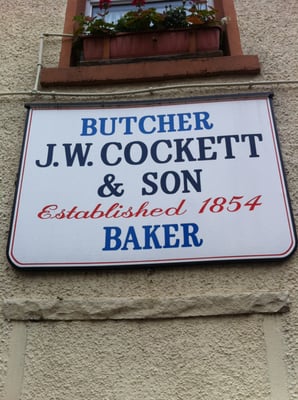 BUTCHER
J.W. COCKETT
& SON
Established 1854
BAKER